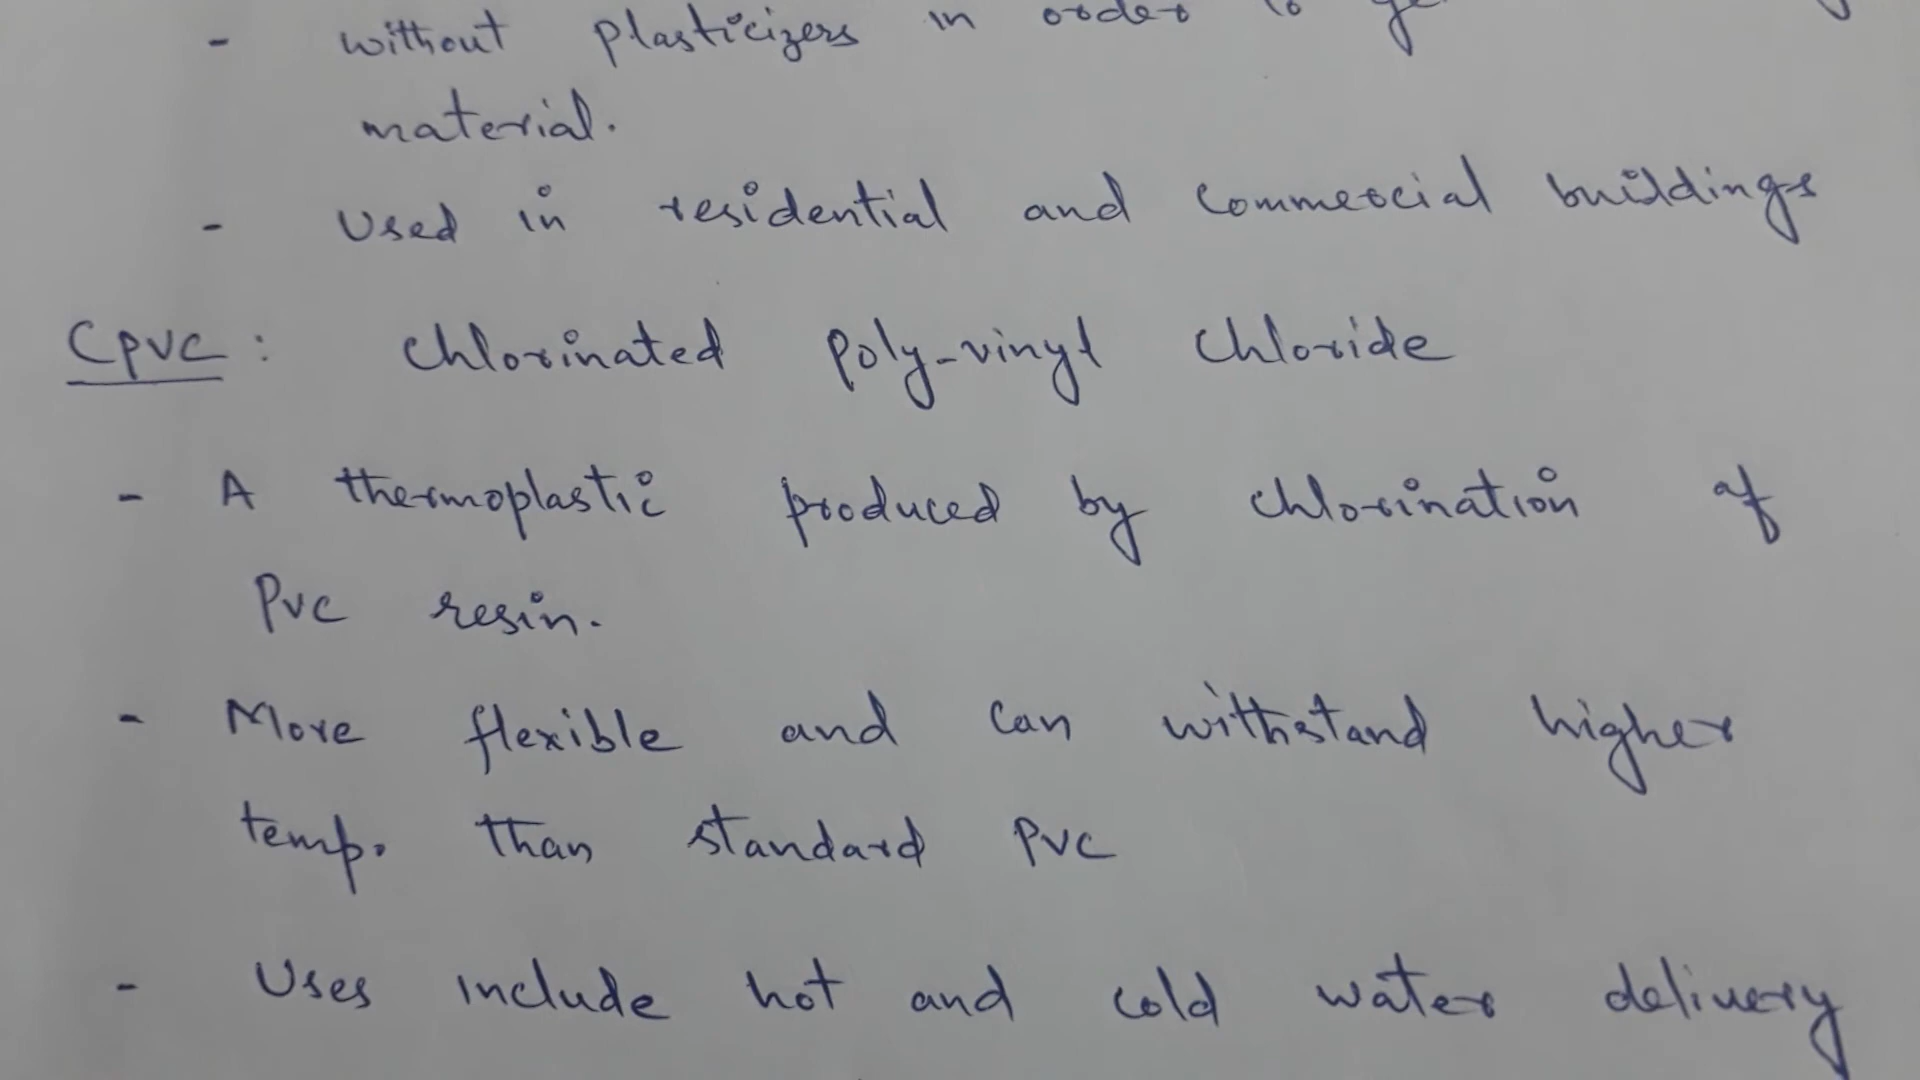 - without plasticizers in order to
material.
- Used in residential and commercial buildings
CPVC : Chlorinated Poly-vinyl Chloride
- A thermoplastic produced by chlorination of
PVC resin.
- More flexible and can withstand higher
temp. than standard PVC
- Uses include hot and cold water delivery